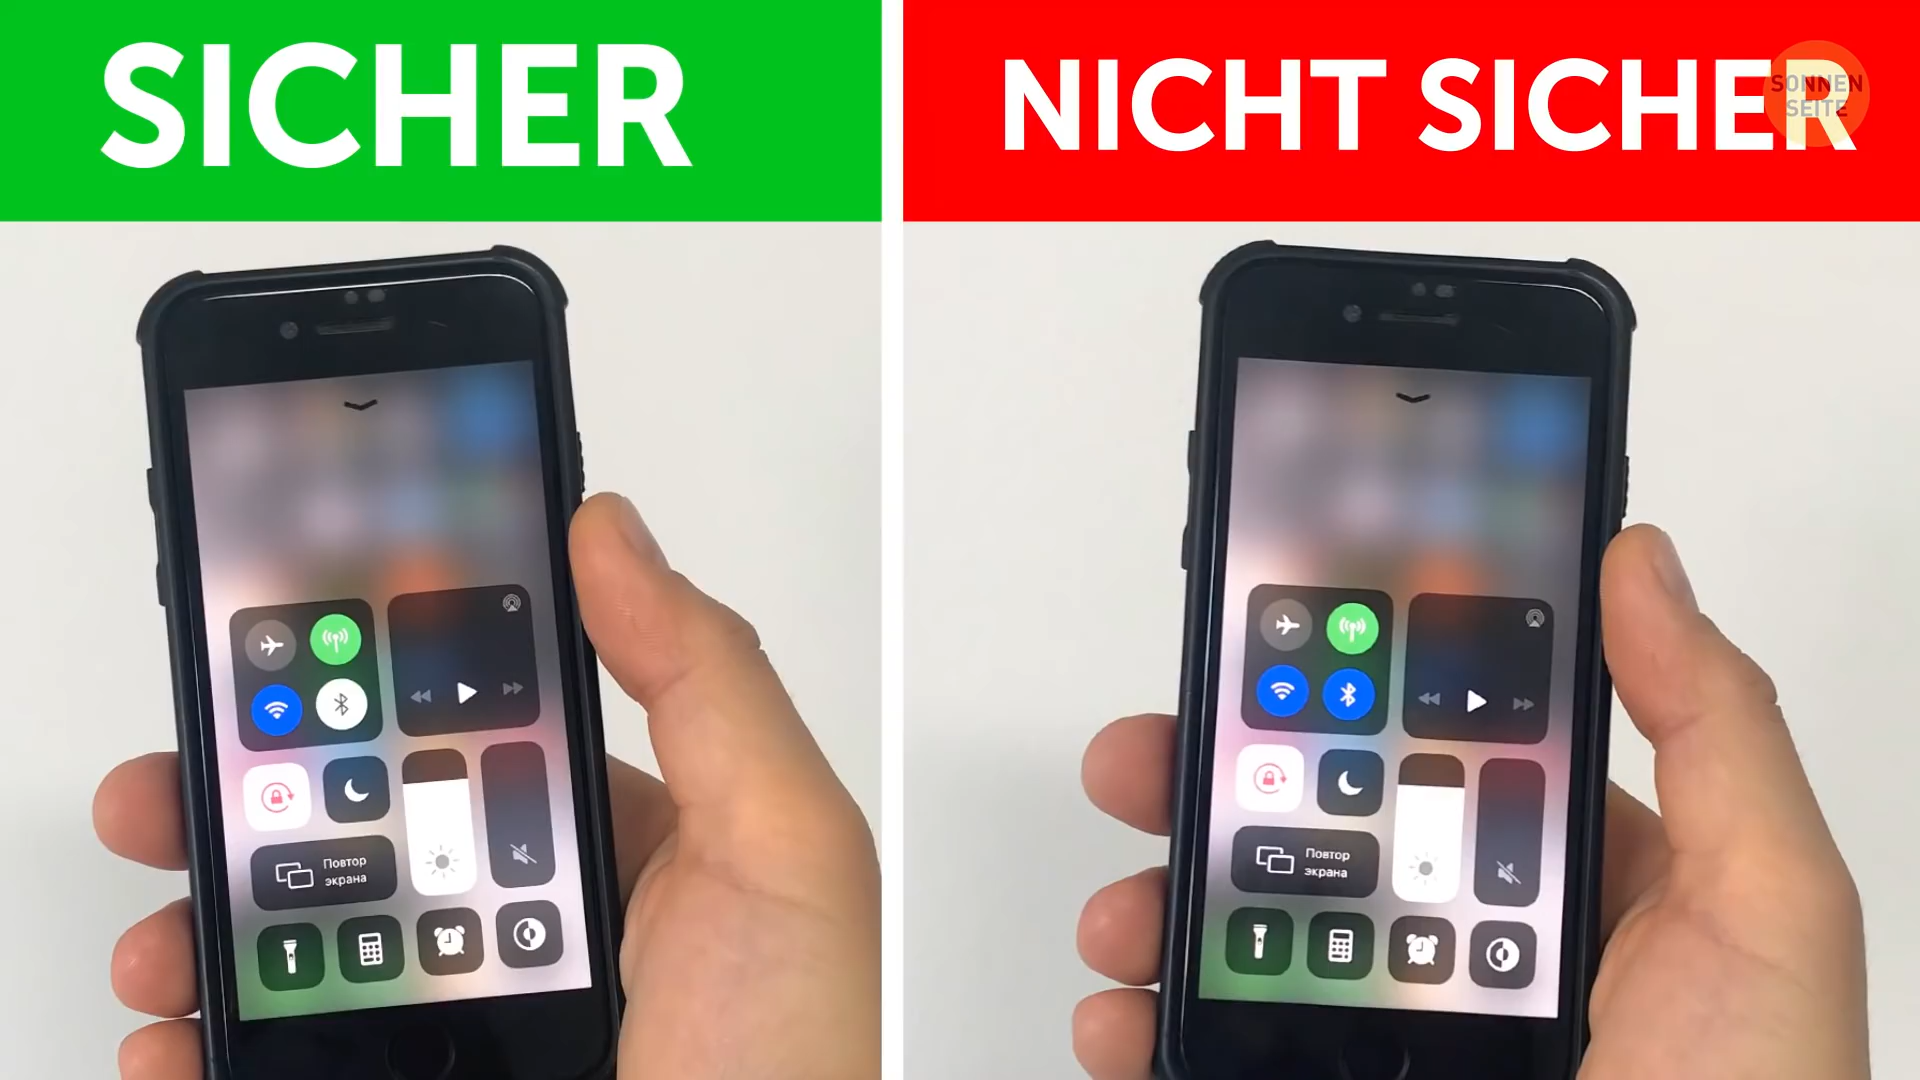 SICHER
NICHT SICHER
SONNEN
SEITE
Повтор
экрана
Повтор
экрана